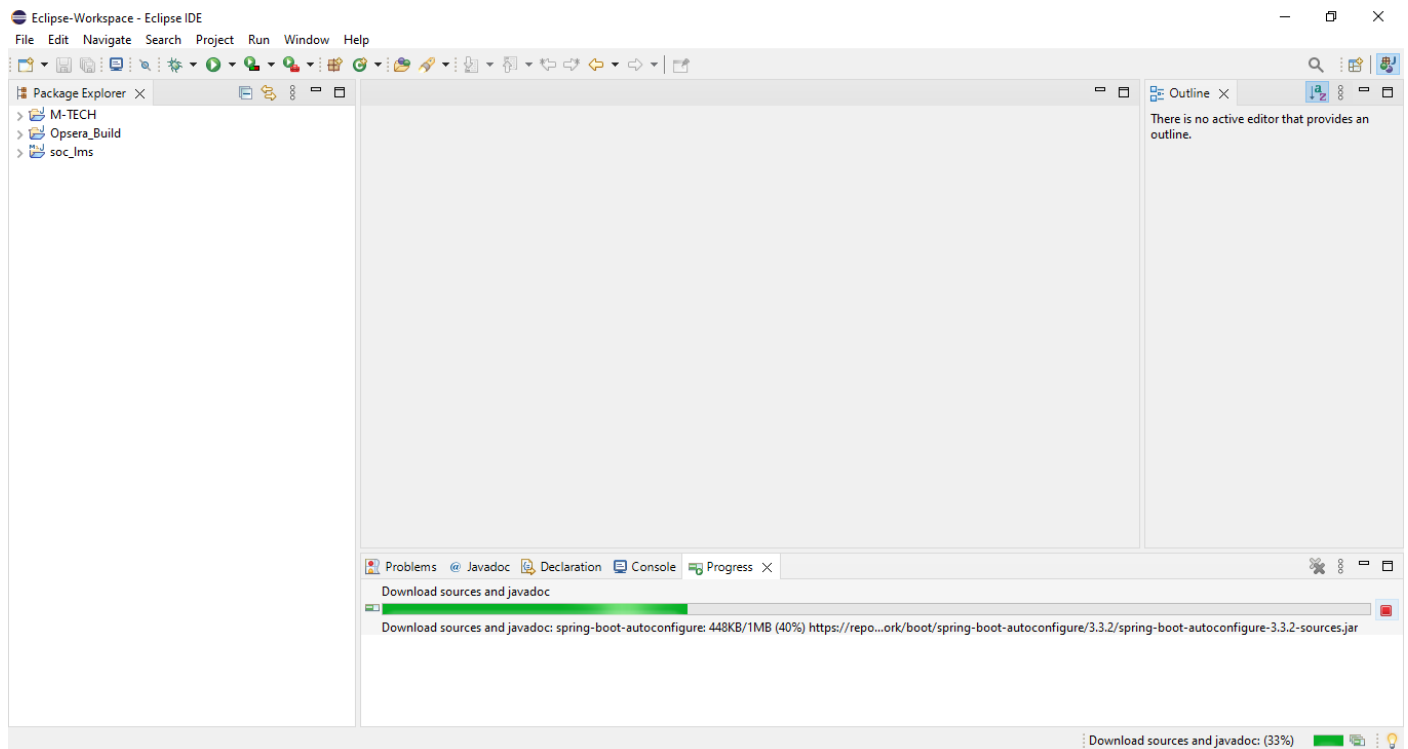 Eclipse-Workspace - Eclipse IDE
File Edit Navigate Search Project Run Window Help
Package Explorer
M-TECH
Opsera_Build
soc_lms
Outline
There is no active editor that provides an
outline.
Problems @ Javadoc Declaration Console Progress
Download sources and javadoc
Download sources and javadoc: spring-boot-autoconfigure: 448KB/1MB (40%) https://repo...ork/boot/spring-boot-autoconfigure/3.3.2/spring-boot-autoconfigure-3.3.2-sources.jar
Download sources and javadoc: (33%)